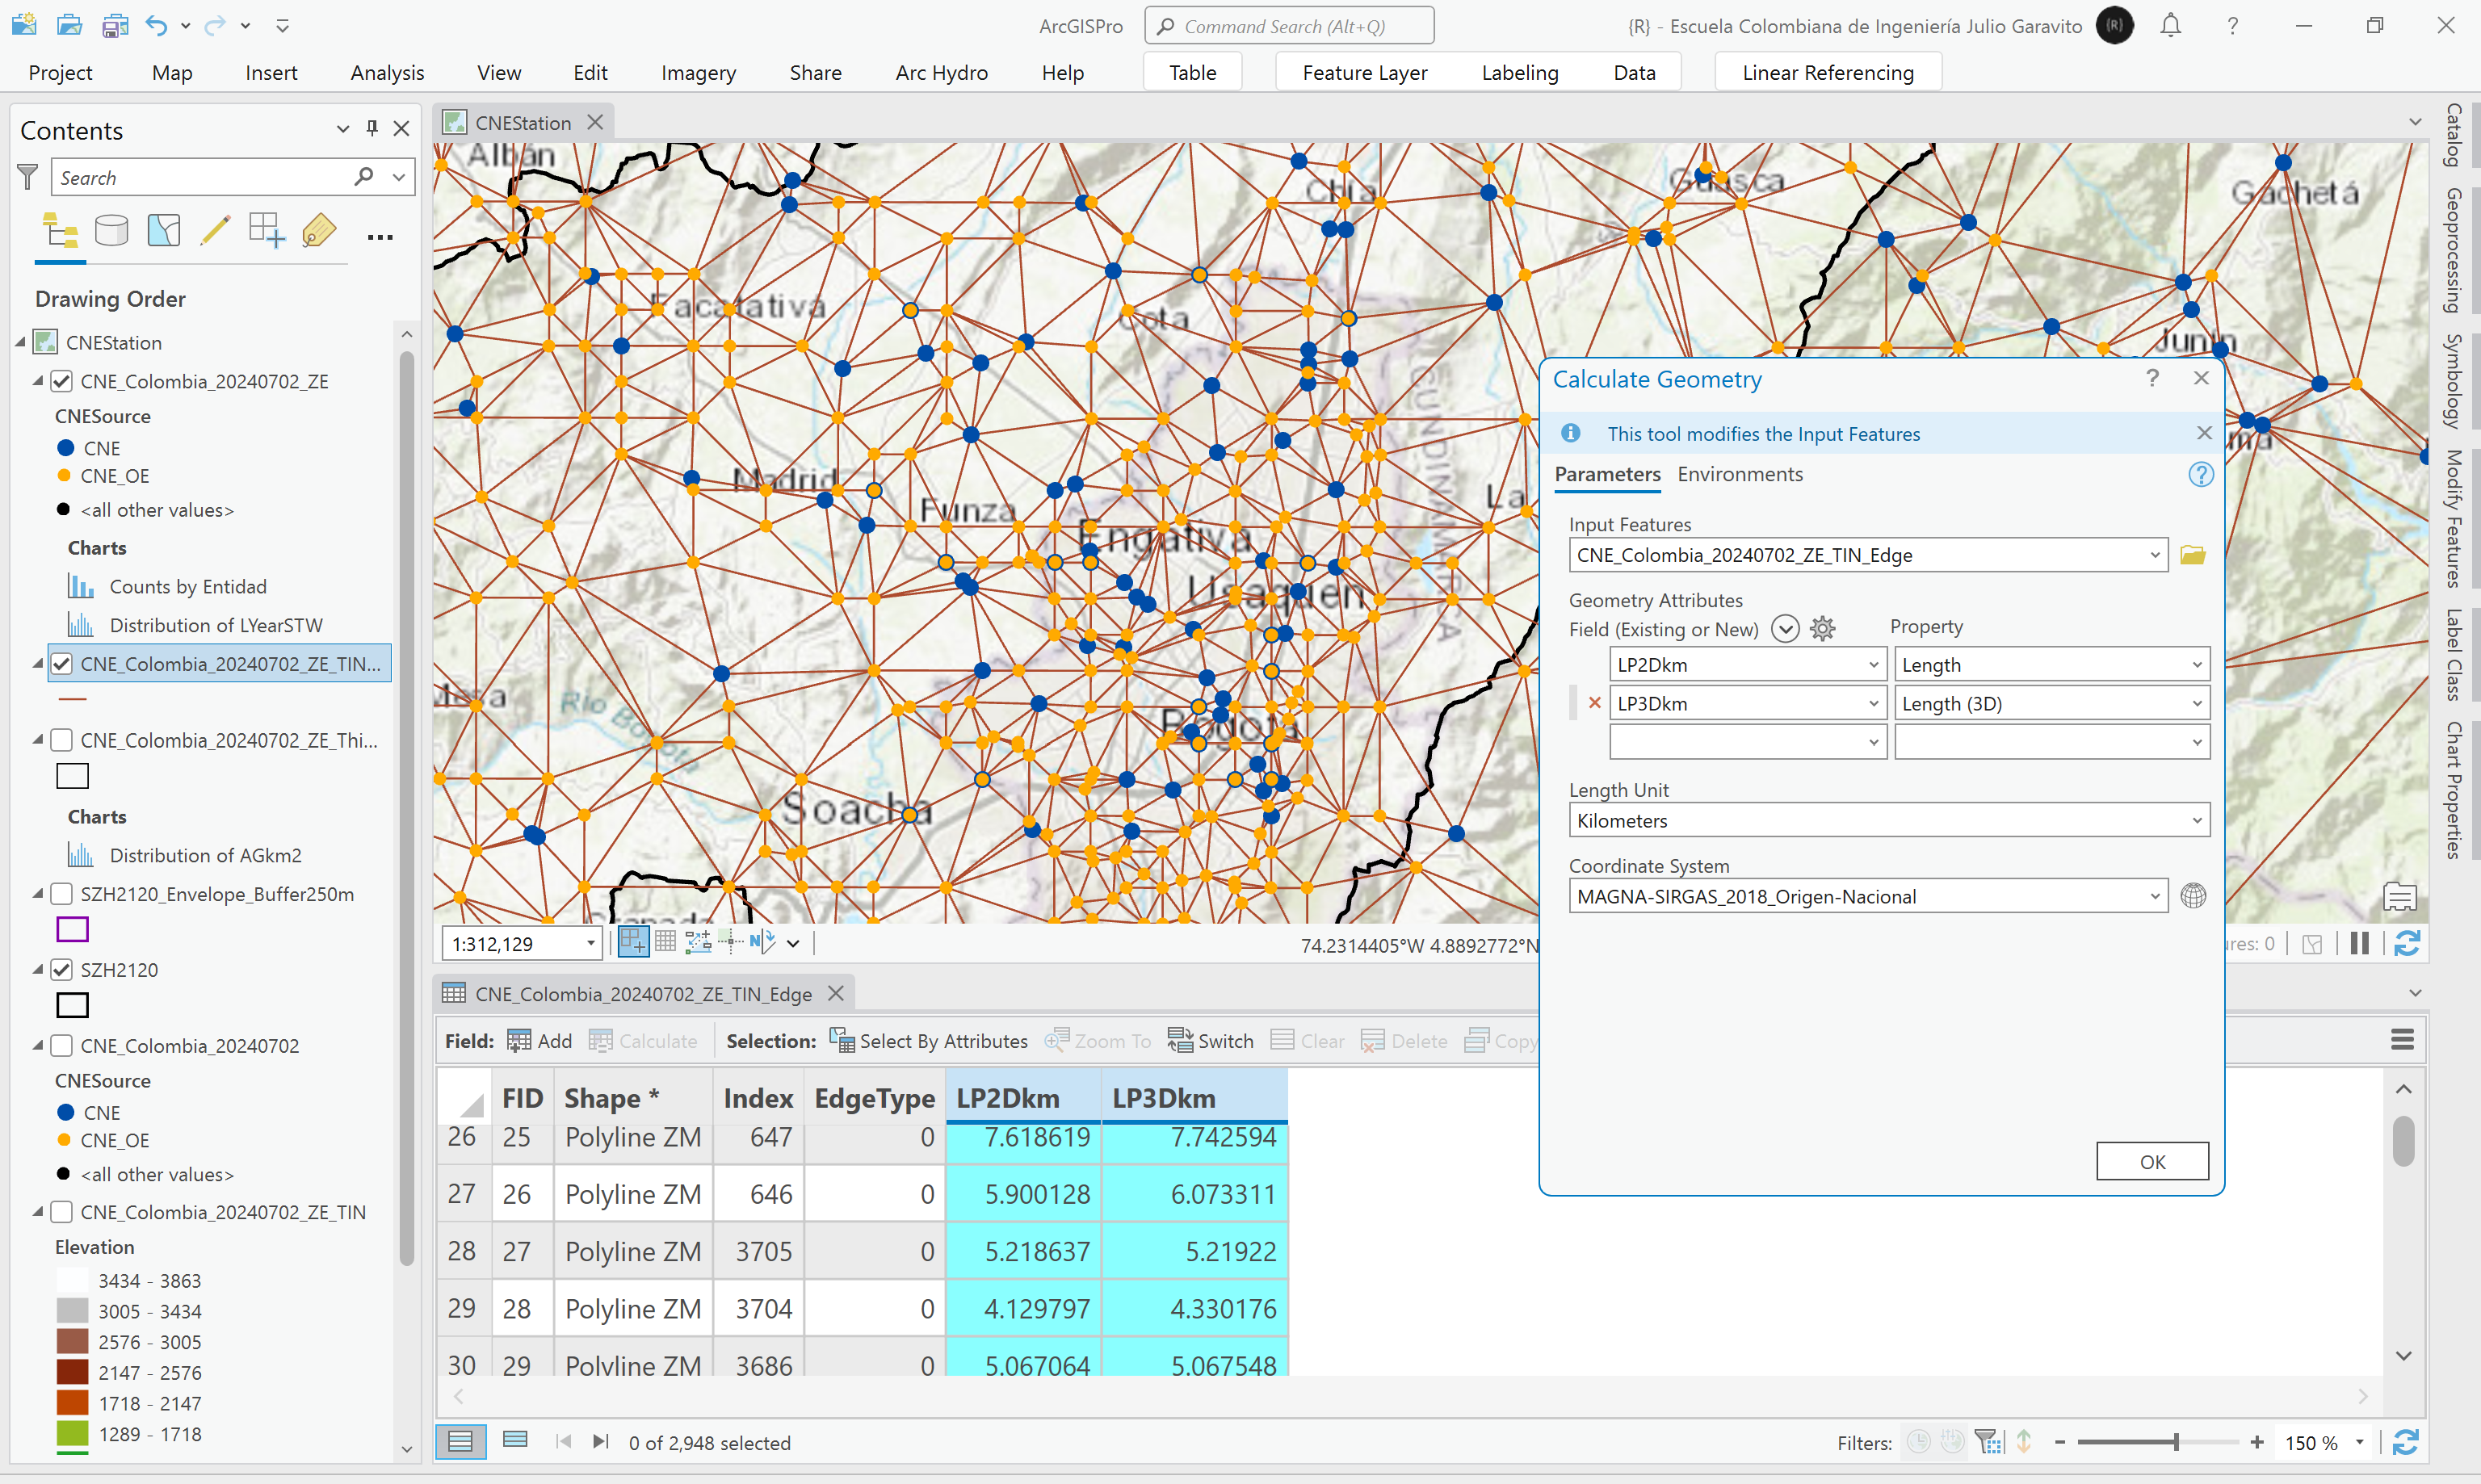 ArcGISPro
Command Search (Alt+Q)
{R} - Escuela Colombiana de Ingeniería Julio Garavito
{R}
Project Map Insert Analysis View Edit Imagery Share Arc Hydro Help Table Feature Layer Labeling Data Linear Referencing
Contents
Search
Drawing Order
CNEStation
CNE_Colombia_20240702_ZE
CNESource
CNE
CNE_OE
<all other values>
Charts
Counts by Entidad
Distribution of LYearSTW
CNE_Colombia_20240702_ZE_TIN...
CNE_Colombia_20240702_ZE_Thi...
Charts
Distribution of AGkm2
SZH2120_Envelope_Buffer250m
SZH2120
CNE_Colombia_20240702
CNESource
CNE
CNE_OE
<all other values>
CNE_Colombia_20240702_ZE_TIN
Elevation
3434 - 3863
3005 - 3434
2576 - 3005
2147 - 2576
1718 - 2147
1289 - 1718
CNEStation
Albán
Chía
Guasca
Gachetá
Facatativa
Cota
Junín
Madrid
Funza
La
Engativa
Usaquen
CUNDINAMARCA
Río Bo
Bogotá
Soacha
Granada
1:312,129
74.2314405°W 4.8892772°N
ures: 0
Calculate Geometry
This tool modifies the Input Features
Parameters Environments
Input Features
CNE_Colombia_20240702_ZE_TIN_Edge
Geometry Attributes
Field (Existing or New) Property
LP2Dkm Length
LP3Dkm Length (3D)
Length Unit
Kilometers
Coordinate System
MAGNA-SIRGAS_2018_Origen-Nacional
OK
CNE_Colombia_20240702_ZE_TIN_Edge
Field: Add Calculate Selection: Select By Attributes Zoom To Switch Clear Delete Copy
FID Shape * Index EdgeType LP2Dkm LP3Dkm
26 25 Polyline ZM 647 0 7.618619 7.742594
27 26 Polyline ZM 646 0 5.900128 6.073311
28 27 Polyline ZM 3705 0 5.218637 5.21922
29 28 Polyline ZM 3704 0 4.129797 4.330176
30 29 Polyline ZM 3686 0 5.067064 5.067548
0 of 2,948 selected
Filters:
150 %
Catalog
Geoprocessing
Symbology
Modify Features
Label Class
Chart Properties